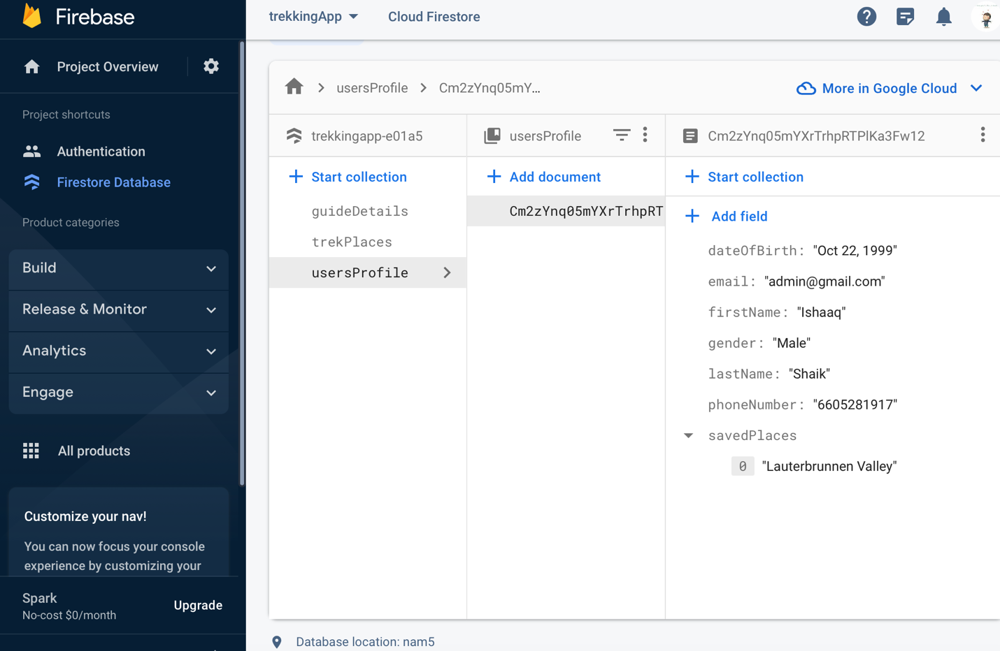 Firebase
trekkingApp
Cloud Firestore
Project Overview
Project shortcuts
Authentication
Firestore Database
Product categories
Build
Release & Monitor
Analytics
Engage
All products
Customize your nav!
You can now focus your console
experience by customizing your
Spark
No-cost $0/month
Upgrade
usersProfile
Cm2zYnq05mY...
More in Google Cloud
trekkingapp-e01a5
Start collection
guideDetails
trekPlaces
usersProfile
usersProfile
Add document
Cm2zYnq05mYXrTrhpRT
Cm2zYnq05mYXrTrhpRTPlKa3Fw12
Start collection
Add field
dateOfBirth: "Oct 22, 1999"
email: "admin@gmail.com"
firstName: "Ishaaq"
gender: "Male"
lastName: "Shaik"
phoneNumber: "6605281917"
savedPlaces
0 "Lauterbrunnen Valley"
Database location: nam5